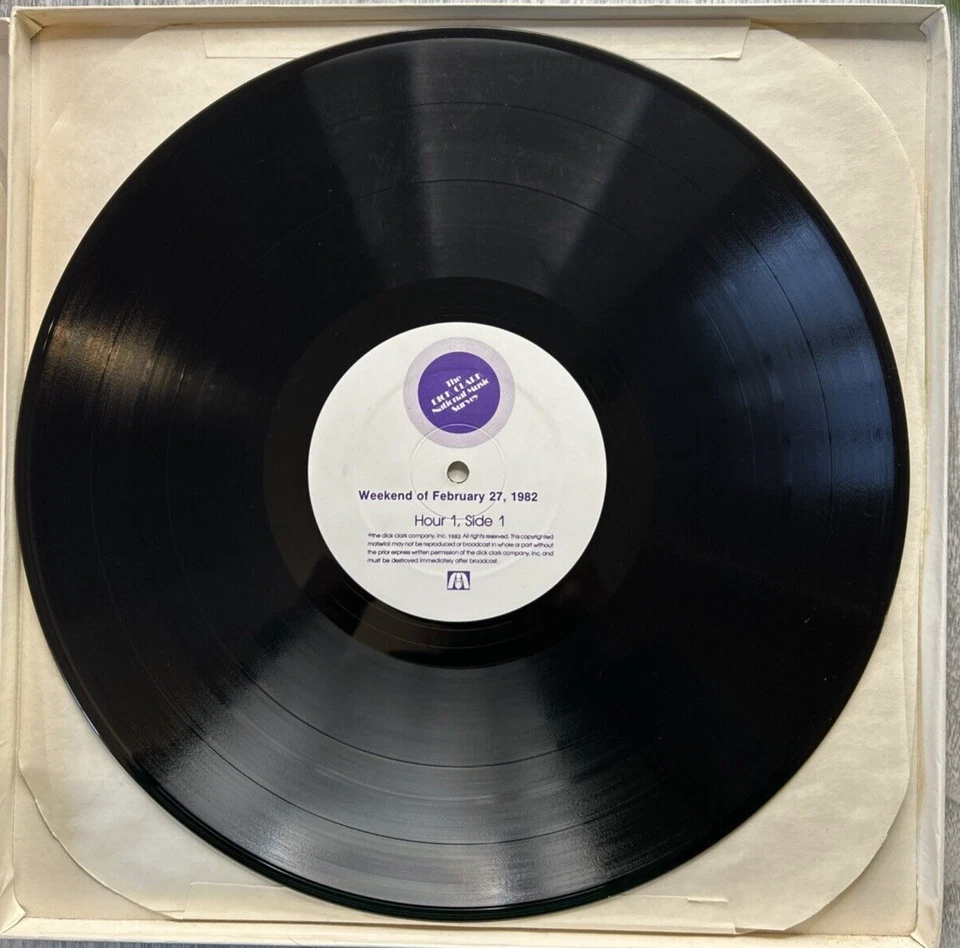 The
DICK CLARK
National Music
Survey
Weekend of February 27, 1982
Hour 1, Side 1
©the dick clark company, inc. 1982 All rights reserved. This copyrighted
material may not be reproduced or broadcast in whole or part without
the prior express written permission of the dick clark company, inc. and
must be destroyed immediately after broadcast.